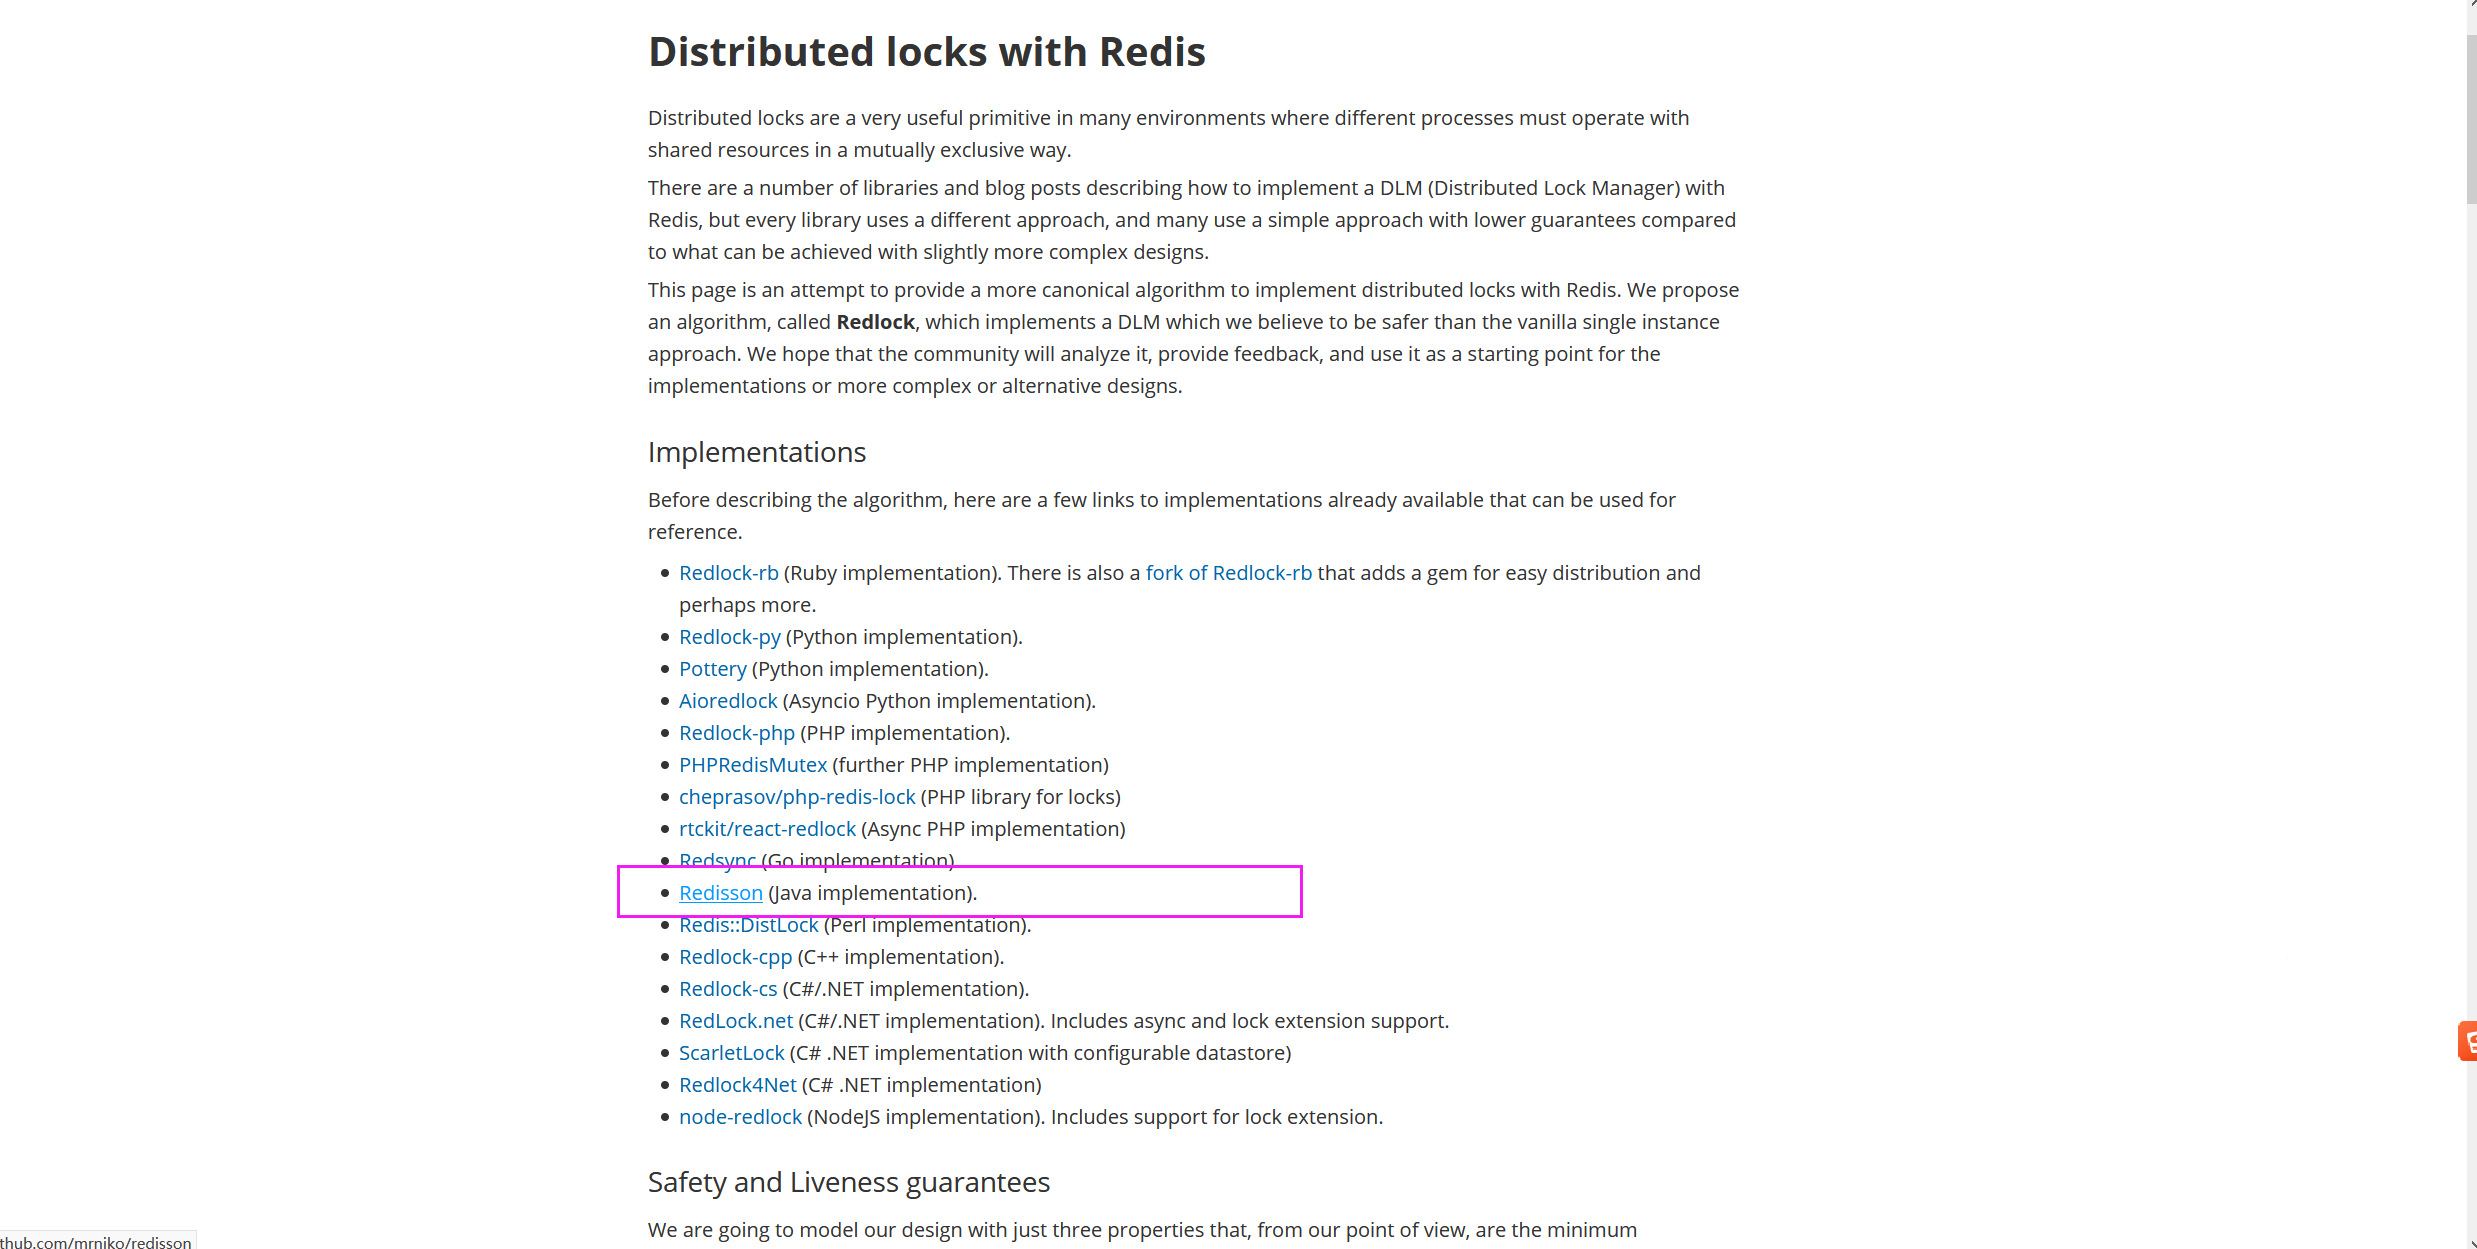 Distributed locks with Redis
Distributed locks are a very useful primitive in many environments where different processes must operate with
shared resources in a mutually exclusive way.
There are a number of libraries and blog posts describing how to implement a DLM (Distributed Lock Manager) with
Redis, but every library uses a different approach, and many use a simple approach with lower guarantees compared
to what can be achieved with slightly more complex designs.
This page is an attempt to provide a more canonical algorithm to implement distributed locks with Redis. We propose
an algorithm, called Redlock, which implements a DLM which we believe to be safer than the vanilla single instance
approach. We hope that the community will analyze it, provide feedback, and use it as a starting point for the
implementations or more complex or alternative designs.
Implementations
Before describing the algorithm, here are a few links to implementations already available that can be used for
reference.
Redlock-rb (Ruby implementation). There is also a fork of Redlock-rb that adds a gem for easy distribution and
perhaps more.
Redlock-py (Python implementation).
Pottery (Python implementation).
Aioredlock (Asyncio Python implementation).
Redlock-php (PHP implementation).
PHPRedisMutex (further PHP implementation)
cheprasov/php-redis-lock (PHP library for locks)
rtckit/react-redlock (Async PHP implementation)
Redsync (Go implementation)
Redisson (Java implementation).
Redis::DistLock (Perl implementation).
Redlock-cpp (C++ implementation).
Redlock-cs (C#/.NET implementation).
RedLock.net (C#/.NET implementation). Includes async and lock extension support.
ScarletLock (C# .NET implementation with configurable datastore)
Redlock4Net (C# .NET implementation)
node-redlock (NodeJS implementation). Includes support for lock extension.
Safety and Liveness guarantees
We are going to model our design with just three properties that, from our point of view, are the minimum
thub.com/mrniko/redisson